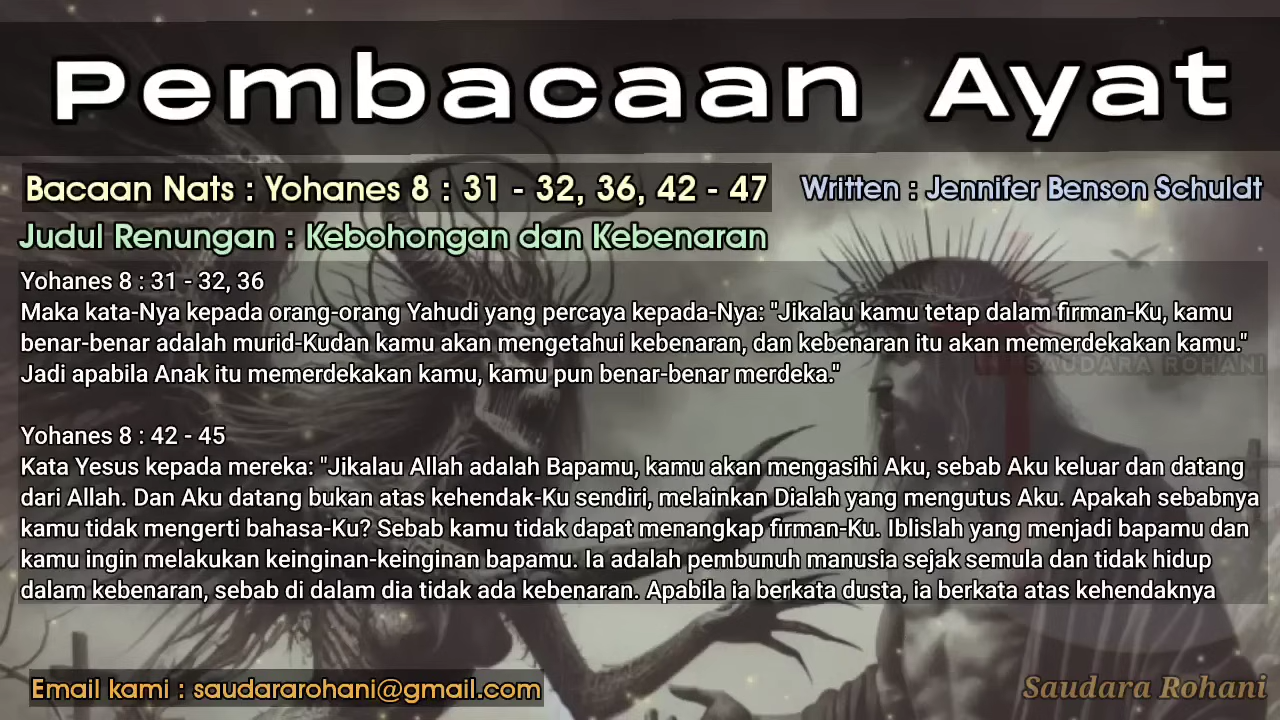 Pembacaan Ayat
Bacaan Nats : Yohanes 8 : 31 - 32, 36, 42 - 47
Written : Jennifer Benson Schuldt
Judul Renungan : Kebohongan dan Kebenaran
Yohanes 8 : 31 - 32, 36
Maka kata-Nya kepada orang-orang Yahudi yang percaya kepada-Nya: "Jikalau kamu tetap dalam firman-Ku, kamu
benar-benar adalah murid-Kudan kamu akan mengetahui kebenaran, dan kebenaran itu akan memerdekakan kamu."
Jadi apabila Anak itu memerdekakan kamu, kamu pun benar-benar merdeka."
SAUDARA ROHANI
Yohanes 8 : 42 - 45
Kata Yesus kepada mereka: "Jikalau Allah adalah Bapamu, kamu akan mengasihi Aku, sebab Aku keluar dan datang
dari Allah. Dan Aku datang bukan atas kehendak-Ku sendiri, melainkan Dialah yang mengutus Aku. Apakah sebabnya
kamu tidak mengerti bahasa-Ku? Sebab kamu tidak dapat menangkap firman-Ku. Iblislah yang menjadi bapamu dan
kamu ingin melakukan keinginan-keinginan bapamu. Ia adalah pembunuh manusia sejak semula dan tidak hidup
dalam kebenaran, sebab di dalam dia tidak ada kebenaran. Apabila ia berkata dusta, ia berkata atas kehendaknya
Email kami : saudararohani@gmail.com
Saudara Rohani